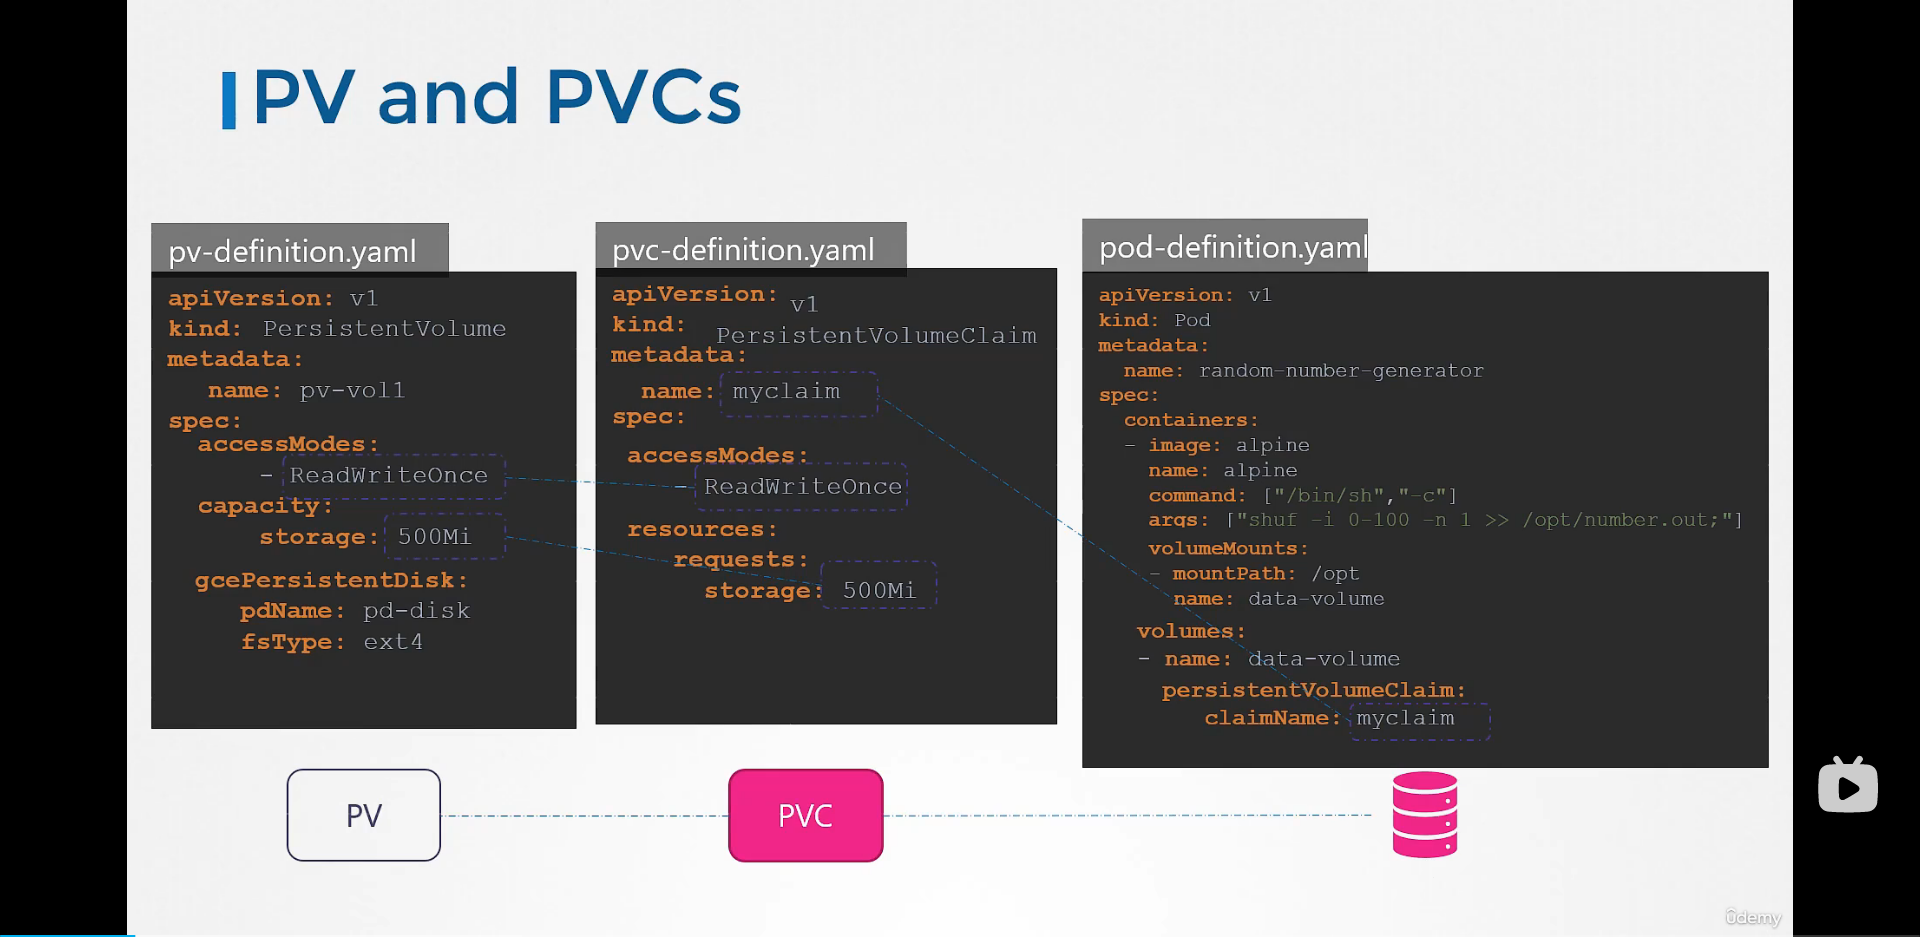 PV and PVCs
pv-definition.yaml
apiVersion: v1
kind: PersistentVolume
metadata:
name: pv-vol1
spec:
accessModes:
- ReadWriteOnce
capacity:
storage: 500Mi
gcePersistentDisk:
pdName: pd-disk
fsType: ext4
pvc-definition.yaml
apiVersion: v1
kind: PersistentVolumeClaim
metadata:
name: myclaim
spec:
accessModes:
- ReadWriteOnce
resources:
requests:
storage: 500Mi
pod-definition.yaml
apiVersion: v1
kind: Pod
metadata:
name: random-number-generator
spec:
containers:
- image: alpine
name: alpine
command: ["/bin/sh","-c"]
args: ["shuf -i 0-100 -n 1 >> /opt/number.out;"]
volumeMounts:
- mountPath: /opt
name: data-volume
volumes:
- name: data-volume
persistentVolumeClaim:
claimName: myclaim
PV
PVC
ûdemy